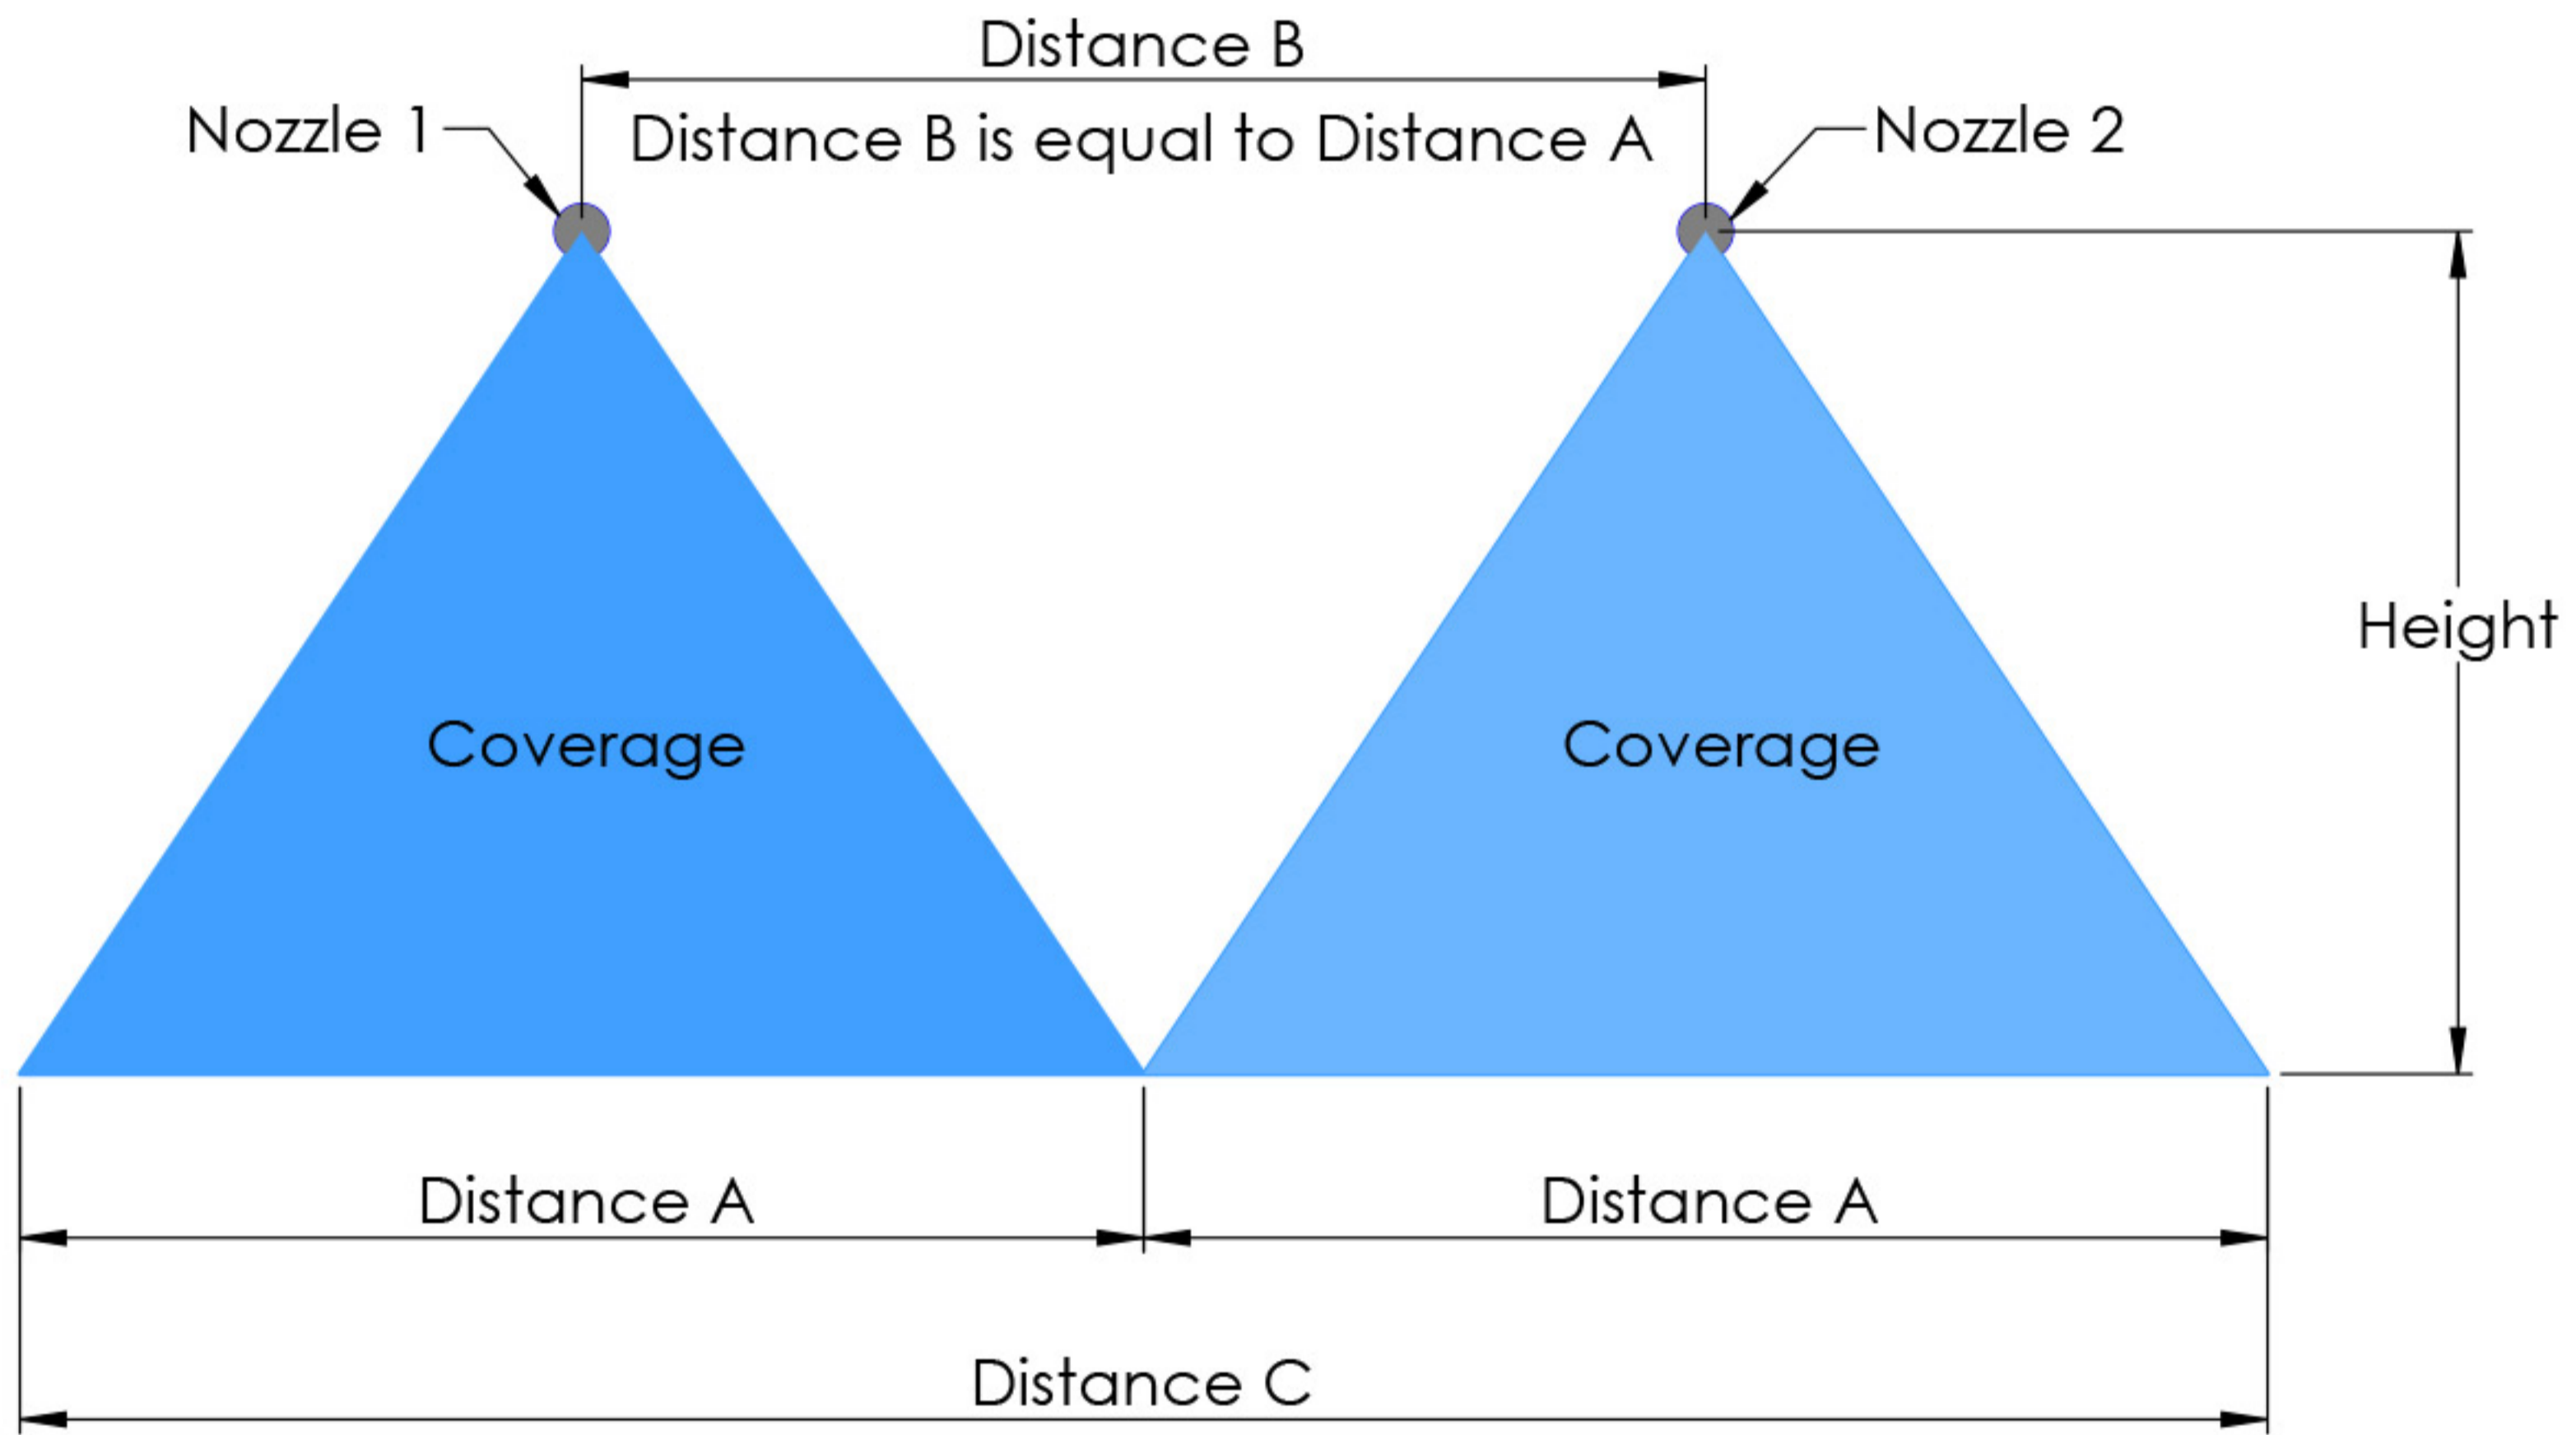 Distance B
Nozzle 1
Distance B is equal to Distance A
Nozzle 2
Height
Coverage
Coverage
Distance A
Distance A
Distance C